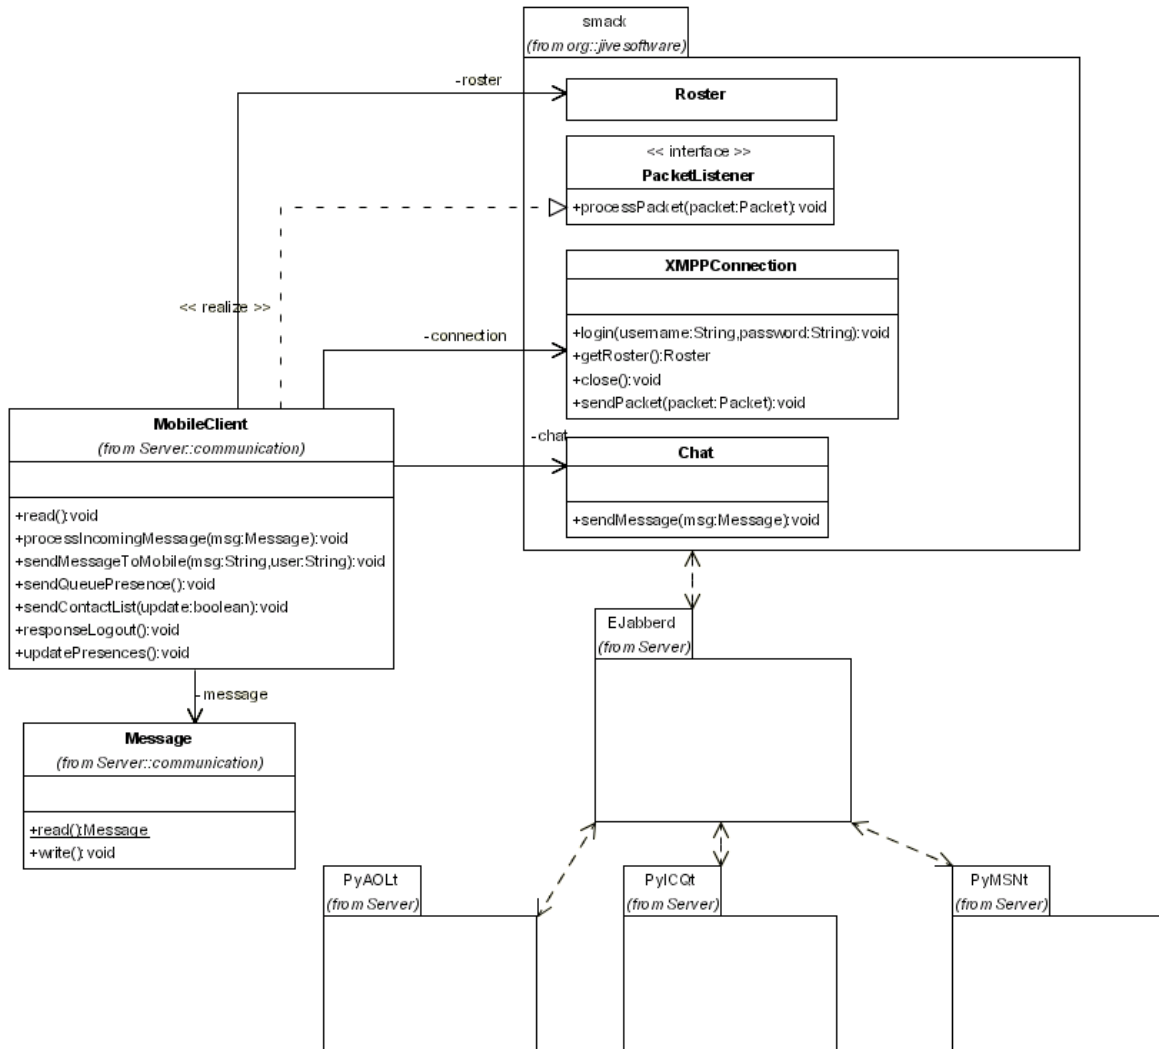 smack
(from org::jivesoftware)
-roster
Roster
<< interface >>
PacketListener
+processPacket(packet:Packet):void
<< realize >>
-connection
XMPPConnection
+login(username:String,password:String):void
+getRoster():Roster
+close():void
+sendPacket(packet:Packet):void
MobileClient
(from Server::communication)
+read():void
+processIncomingMessage(msg:Message):void
+sendMessageToMobile(msg:String,user:String):void
+sendQueuePresence():void
+sendContactList(update:boolean):void
+responseLogout():void
+updatePresences():void
-chat
Chat
+sendMessage(msg:Message):void
-message
Message
(from Server::communication)
+read():Message
+write():void
EJabberd
(from Server)
PyAOLt
(from Server)
PyICQt
(from Server)
PyMSNt
(from Server)